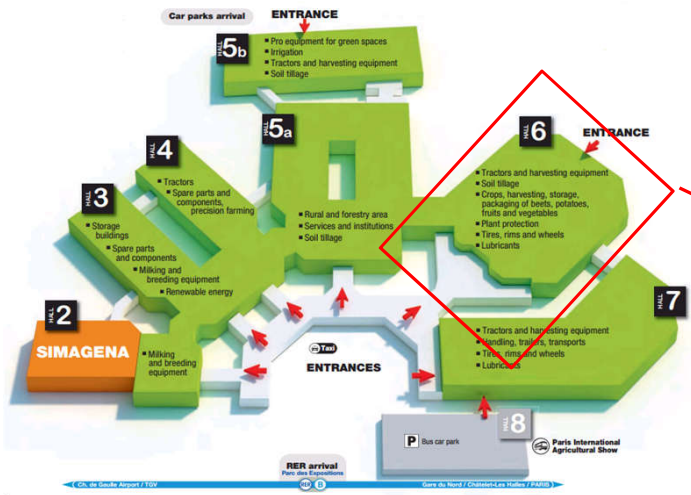 Car parks arrival
ENTRANCE
HALL 5b
▪ Pro equipment for green spaces
▪ Irrigation
▪ Tractors and harvesting equipment
▪ Soil tillage
HALL 5a
▪ Rural and forestry area
▪ Services and institutions
▪ Soil tillage
HALL 6
ENTRANCE
▪ Tractors and harvesting equipment
▪ Soil tillage
▪ Crops, harvesting, storage,
packaging of beets, potatoes,
fruits and vegetables
▪ Plant protection
▪ Tires, rims and wheels
▪ Lubricants
HALL 4
▪ Tractors
▪ Spare parts and
components,
precision farming
HALL 3
▪ Storage
buildings
▪ Spare parts
and components
▪ Milking and
breeding equipment
▪ Renewable energy
HALL 2
SIMAGENA
▪ Milking
and breeding
equipment
HALL 7
▪ Tractors and harvesting equipment
▪ Handling, trailers, transports
▪ Tires, rims and wheels
▪ Lubricants
Taxi
ENTRANCES
HALL 8
P Bus car park
Paris International
Agricultural Show
RER arrival
Parc des Expositions
RER B
Ch. de Gaulle Airport / TGV
Gare du Nord / Châtelet-Les Halles / PARIS